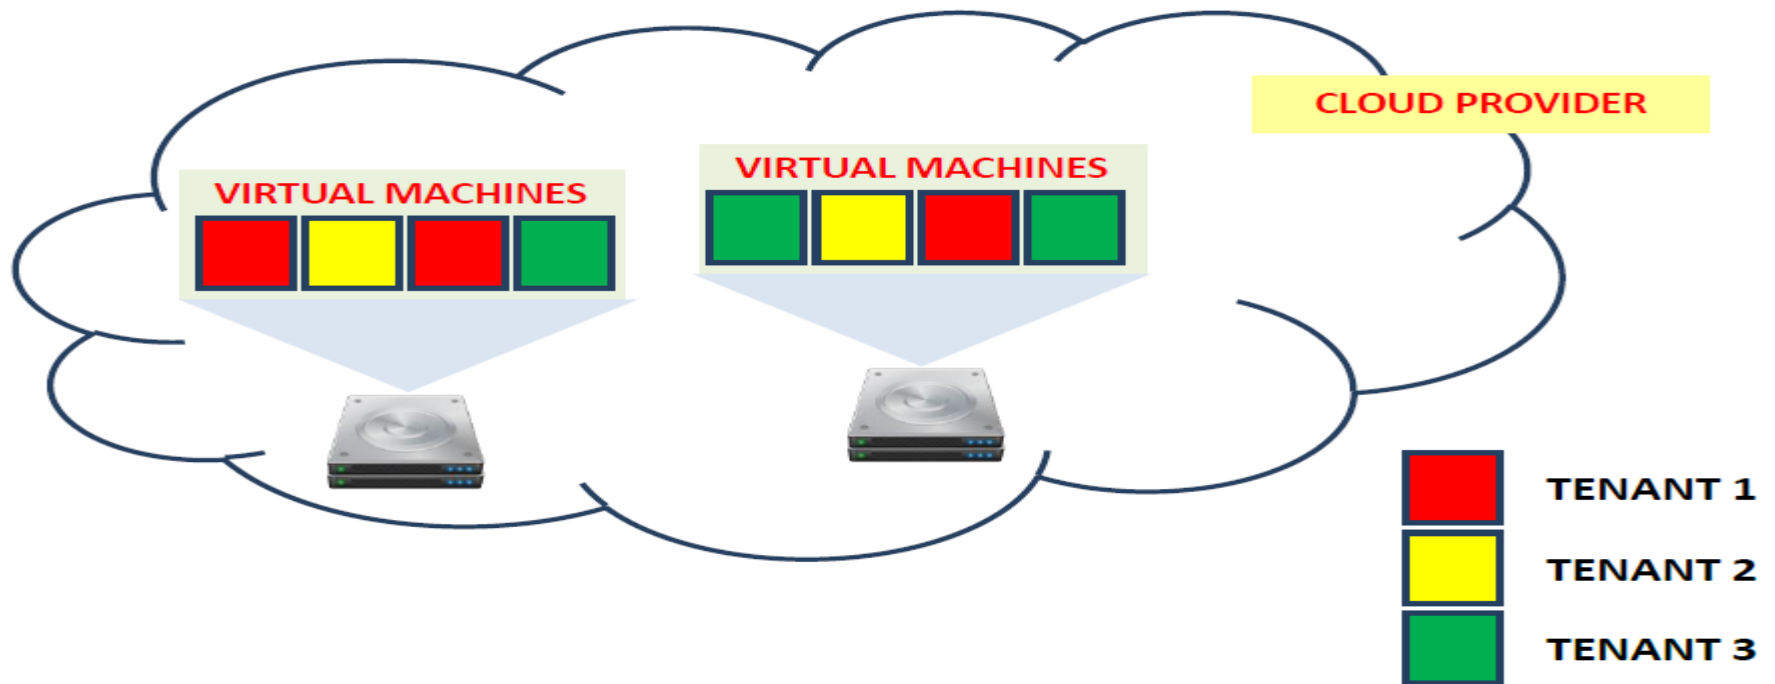 CLOUD PROVIDER
VIRTUAL MACHINES
VIRTUAL MACHINES
TENANT 1
TENANT 2
TENANT 3